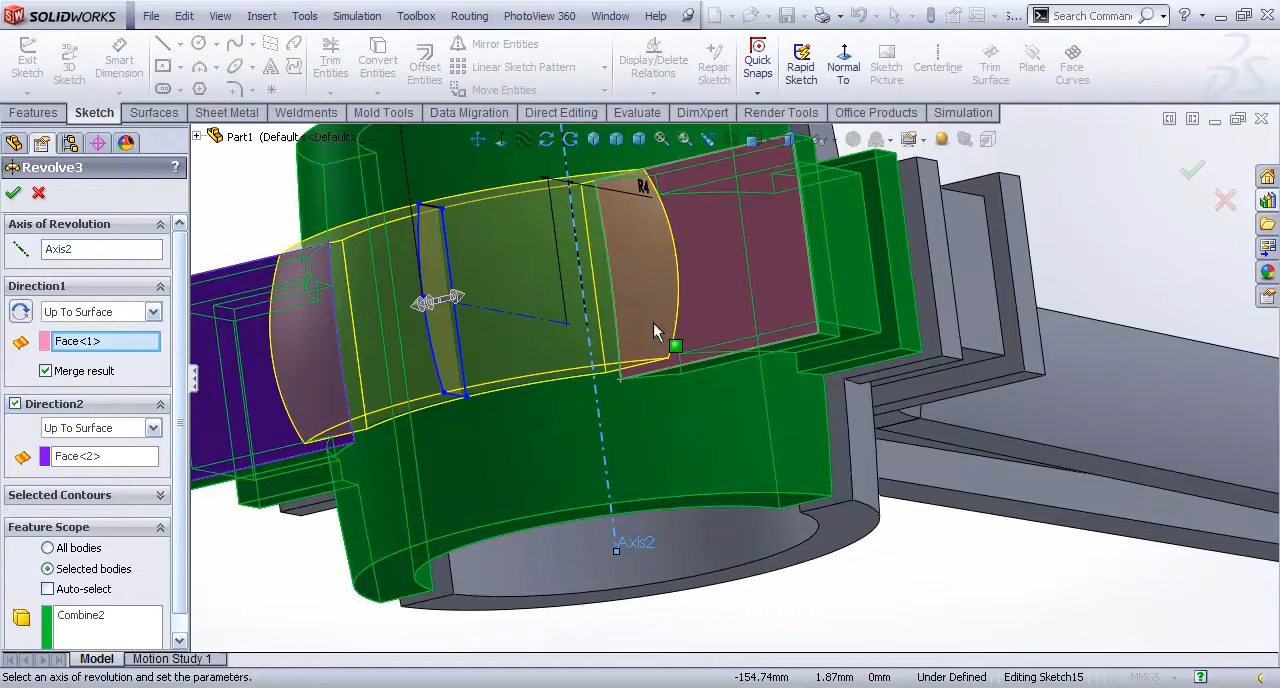 SOLIDWORKS File Edit View Insert Tools Simulation Toolbox Routing PhotoView 360 Window Help S... Search Comman
Exit Sketch 3D Sketch Smart Dimension Trim Entities Convert Entities Offset Entities Mirror Entities Linear Sketch Pattern Move Entities Display/Delete Relations Repair Sketch Quick Snaps Rapid Sketch Normal To Sketch Picture Centerline Trim Surface Plane Face Curves
Features Sketch Surfaces Sheet Metal Weldments Mold Tools Data Migration Direct Editing Evaluate DimXpert Render Tools Office Products Simulation
Part1 (Default<<Default>_...
Revolve3 ?
R4
Axis of Revolution
Axis2
Direction1
Up To Surface
Face<1>
Merge result
Direction2
Up To Surface
Face<2>
Selected Contours
Feature Scope
Axis2
All bodies
Selected bodies
Auto-select
Combine2
Model Motion Study 1
Select an axis of revolution and set the parameters. -154.74mm 1.87mm 0mm Under Defined Editing Sketch15 MMGS